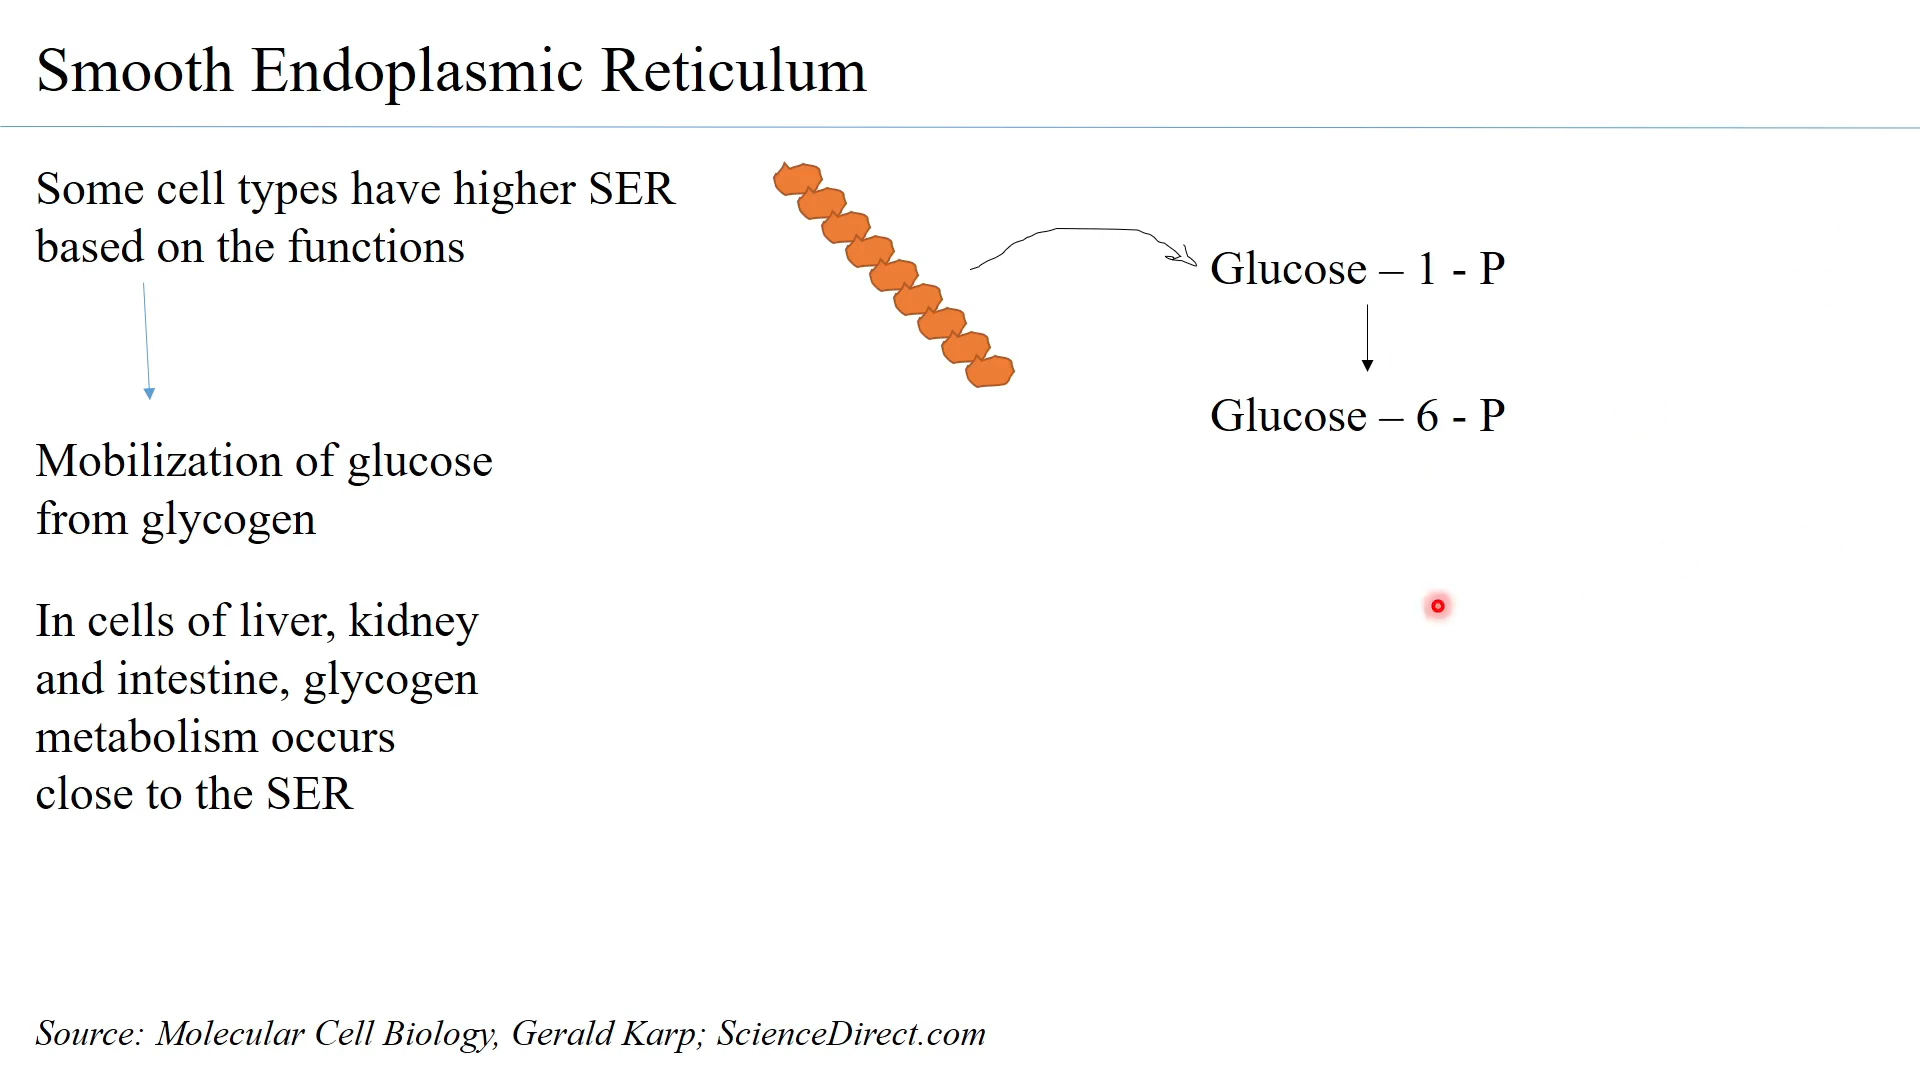 Smooth Endoplasmic Reticulum
Some cell types have higher SER
based on the functions
Mobilization of glucose
from glycogen
In cells of liver, kidney
and intestine, glycogen
metabolism occurs
close to the SER
Glucose – 1 - P
Glucose – 6 - P
Source: Molecular Cell Biology, Gerald Karp; ScienceDirect.com